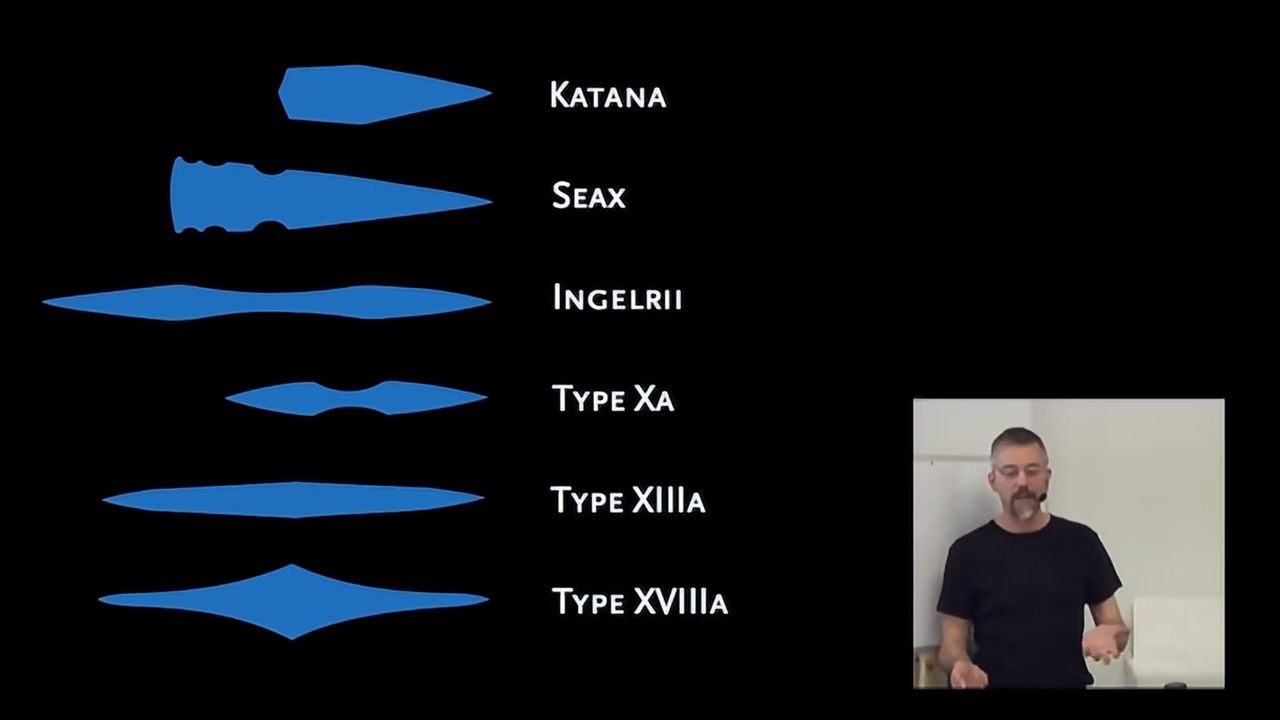 Katana
Seax
Ingelrii
Type Xa
Type XIIIa
Type XVIIIa